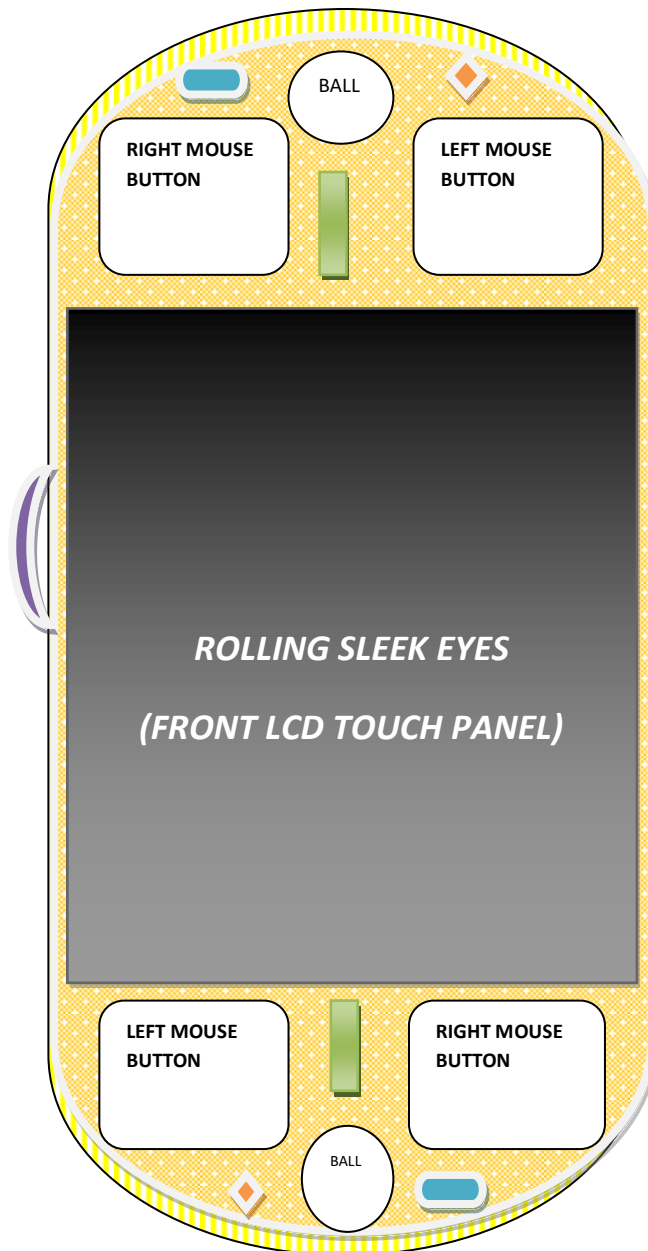 BALL
RIGHT MOUSE
BUTTON
LEFT MOUSE
BUTTON
ROLLING SLEEK EYES
(FRONT LCD TOUCH PANEL)
LEFT MOUSE
BUTTON
RIGHT MOUSE
BUTTON
BALL